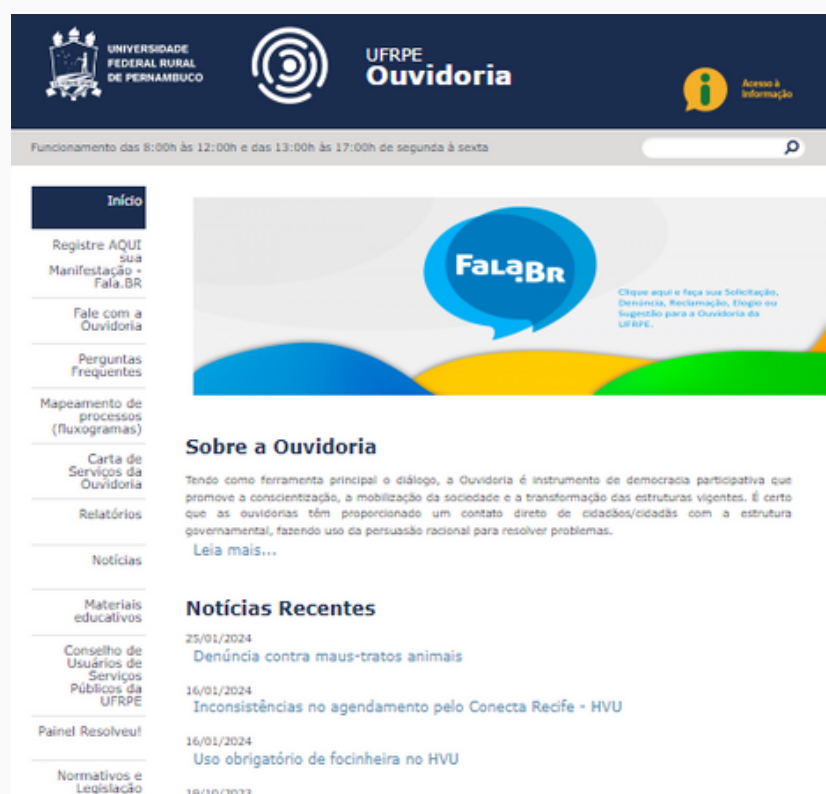 UNIVERSIDADE
FEDERAL RURAL
DE PERNAMBUCO
UFRPE
Ouvidoria
Acesso à
Informação
Funcionamento das 8:00h às 12:00h e das 13:00h às 17:00h de segunda à sexta
Início
Registre AQUI
sua
Manifestação -
Fala.BR
Fale com a
Ouvidoria
Perguntas
Frequentes
Mapeamento de
processos
(fluxogramas)
Carta de
Serviços da
Ouvidoria
Relatórios
Notícias
Materiais
educativos
Conselho de
Usuários de
Serviços
Públicos da
UFRPE
Painel Resolveu!
Normativos e
Legislação
Fala.BR
Clique aqui e faça sua Solicitação,
Denúncia, Reclamação, Elogio ou
Sugestão para a Ouvidoria da
UFRPE.
Sobre a Ouvidoria
Tendo como ferramenta principal o diálogo, a Ouvidoria é instrumento de democracia participativa que
promove a conscientização, a mobilização da sociedade e a transformação das estruturas vigentes. É certo
que as ouvidorias têm proporcionado um contato direto de cidadãos/cidadãs com a estrutura
governamental, fazendo uso da persuasão racional para resolver problemas.
Leia mais...
Notícias Recentes
25/01/2024
Denúncia contra maus-tratos animais
16/01/2024
Inconsistências no agendamento pelo Conecta Recife - HVU
16/01/2024
Uso obrigatório de focinheira no HVU